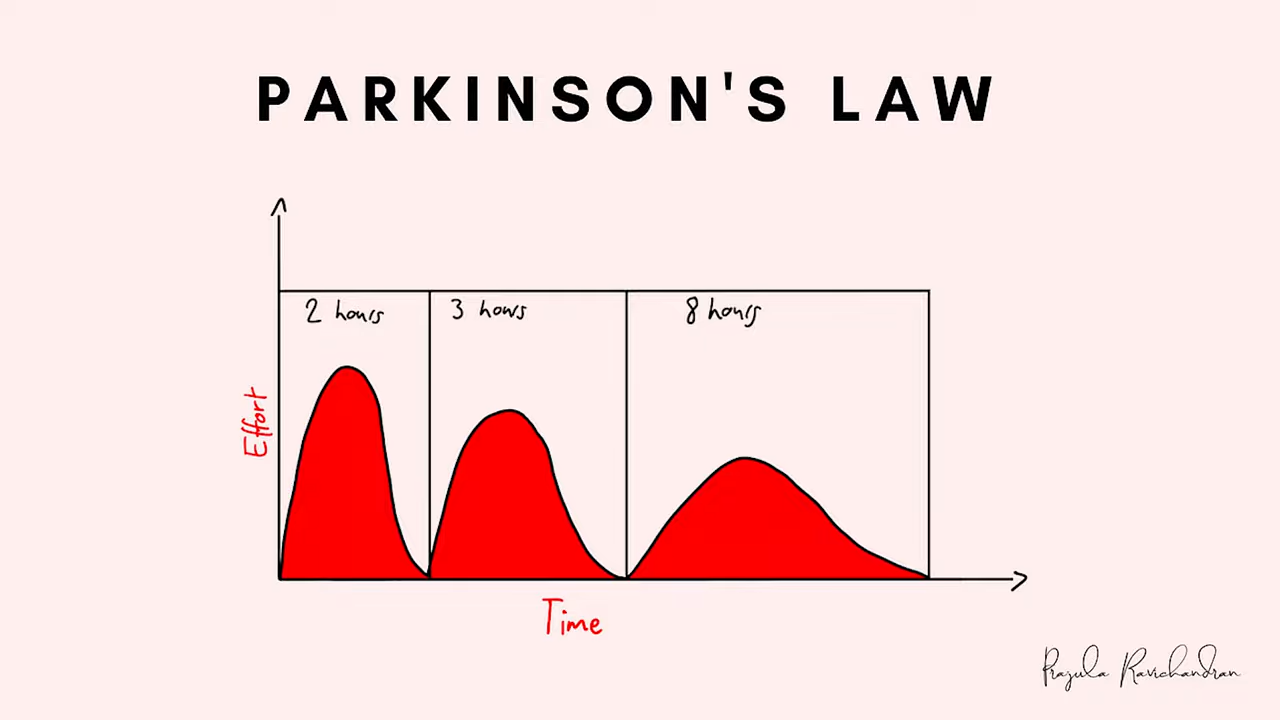 PARKINSON'S LAW
2 hours
3 hours
8 hours
Effort
Time
Prajula Ravichandran